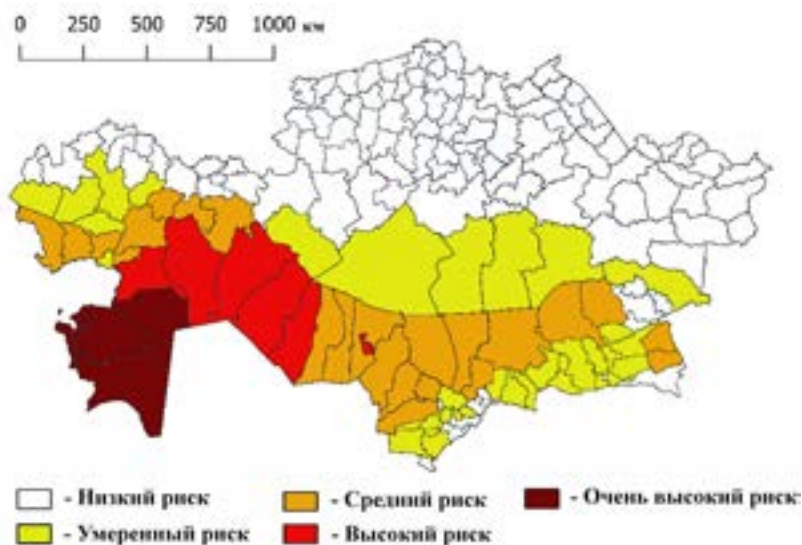 0 250 500 750 1000 км
- Низкий риск - Средний риск - Очень высокий риск
- Умеренный риск - Высокий риск